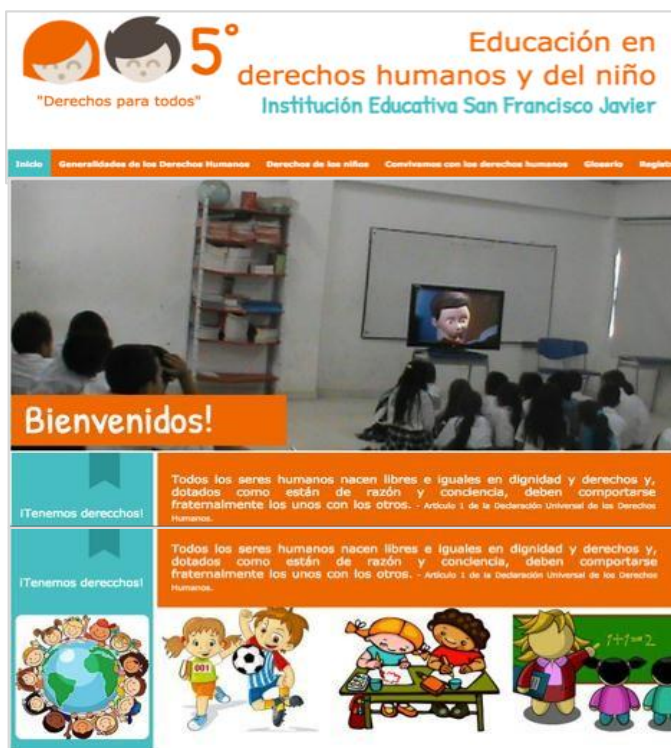 5°
Educación en
derechos humanos y del niño
"Derechos para todos"
Institución Educativa San Francisco Javier
Inicio Generalidades de los Derechos Humanos Derechos de los niños Convivamos con los derechos humanos Glosario
Bienvenidos!
¡Tenemos derecchos!
Todos los seres humanos nacen libres e iguales en dignidad y derechos y,
dotados como están de razón y conciencia, deben comportarse
fraternalmente los unos con los otros. - Artículo 1 de la Declaración Universal de los Derechos
Humanos.
¡Tenemos derecchos!
Todos los seres humanos nacen libres e iguales en dignidad y derechos y,
dotados como están de razón y conciencia, deben comportarse
fraternalmente los unos con los otros. - Artículo 1 de la Declaración Universal de los Derechos
Humanos.
001
1+1=2